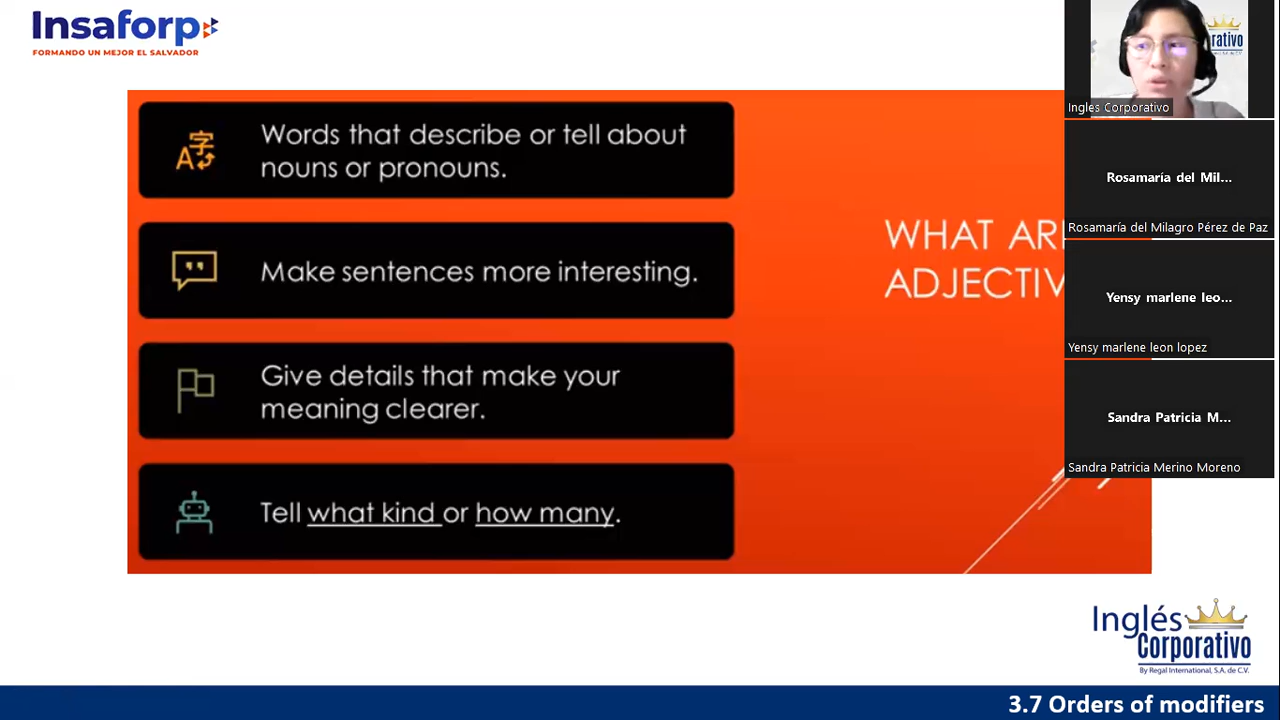 Insaforp
FORMANDO UN MEJOR EL SALVADOR
Words that describe or tell about
nouns or pronouns.
Make sentences more interesting.
Give details that make your
meaning clearer.
Tell what kind or how many.
WHAT AR
ADJECTIV
Corporativo
Ingles Corporativo
Rosamaría del Mil...
Rosamaría del Milagro Pérez de Paz
Yensy marlene leo...
Yensy marlene leon lopez
Sandra Patricia M...
Sandra Patricia Merino Moreno
Inglés
Corporativo
By Regal International, S.A. de C.V.
3.7 Orders of modifiers